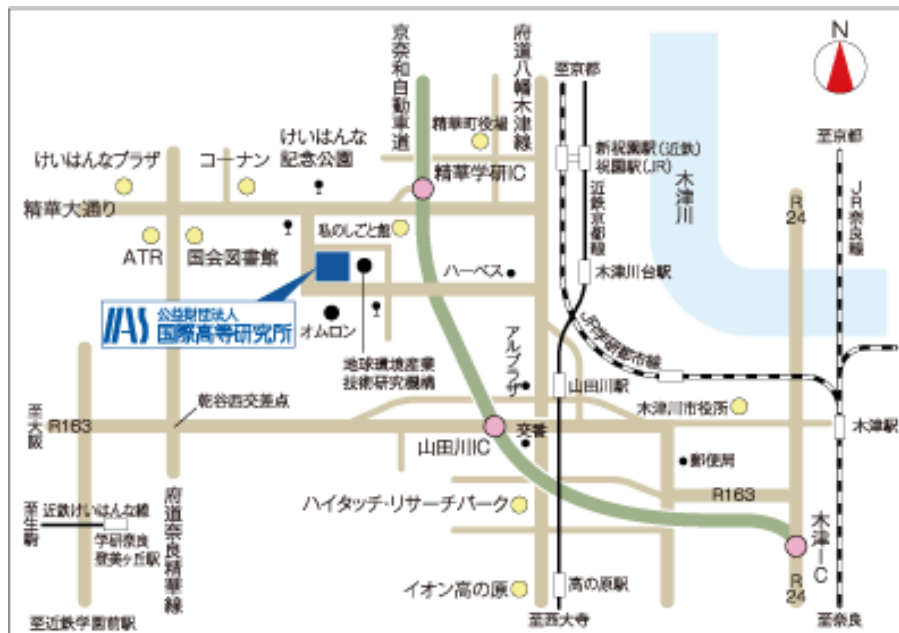 京奈和自動車道
府道八幡木津線
N
至京都
けいはんな
記念公園
精華町役場
けいはんなプラザ
コーナン
新祝園駅(近鉄)
祝園駅(JR)
至京都
精華学研IC
近鉄京都線
木津川
R
24
JR奈良線
精華大通り
私のしごと館
ATR
国会図書館
ハーベス
木津川台駅
IIAS
公益財団法人
国際高等研究所
オムロン
地球環境産業
技術研究機構
アルプラザ
JR学研都市線
山田川駅
乾谷西交差点
木津川市役所
至大阪
R163
山田川IC
交番
木津駅
郵便局
R163
ハイタッチ・リサーチパーク
至生駒
近鉄けいはんな線
学研奈良
登美ヶ丘駅
府道奈良精華線
木津IC
イオン高の原
高の原駅
R
24
至近鉄学園前駅
至西大寺
至奈良